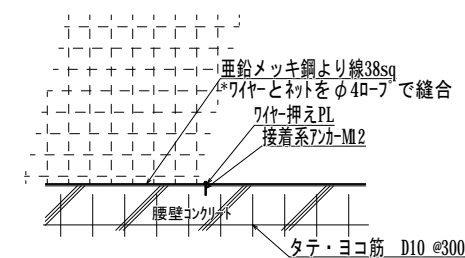 亜鉛メッキ鋼より線38sq
*ワイヤーとネットをφ4ロープで縫合
ワイヤー押えPL
接着系アンカーM12
腰壁コンクリート
タテ・ヨコ筋 D10 @300